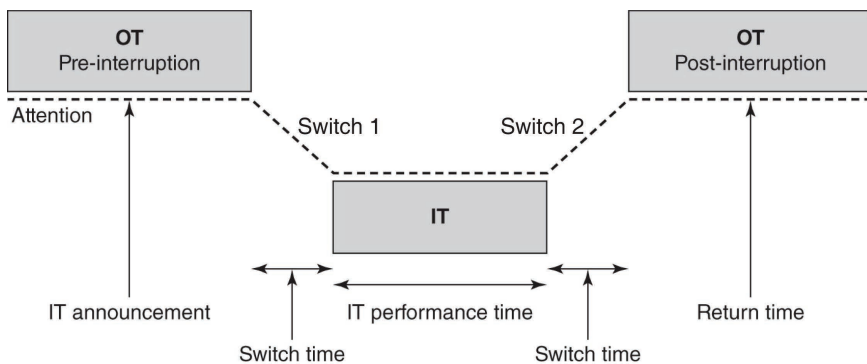 OT
Pre-interruption
OT
Post-interruption
Attention
Switch 1
Switch 2
IT
IT announcement
IT performance time
Return time
Switch time
Switch time